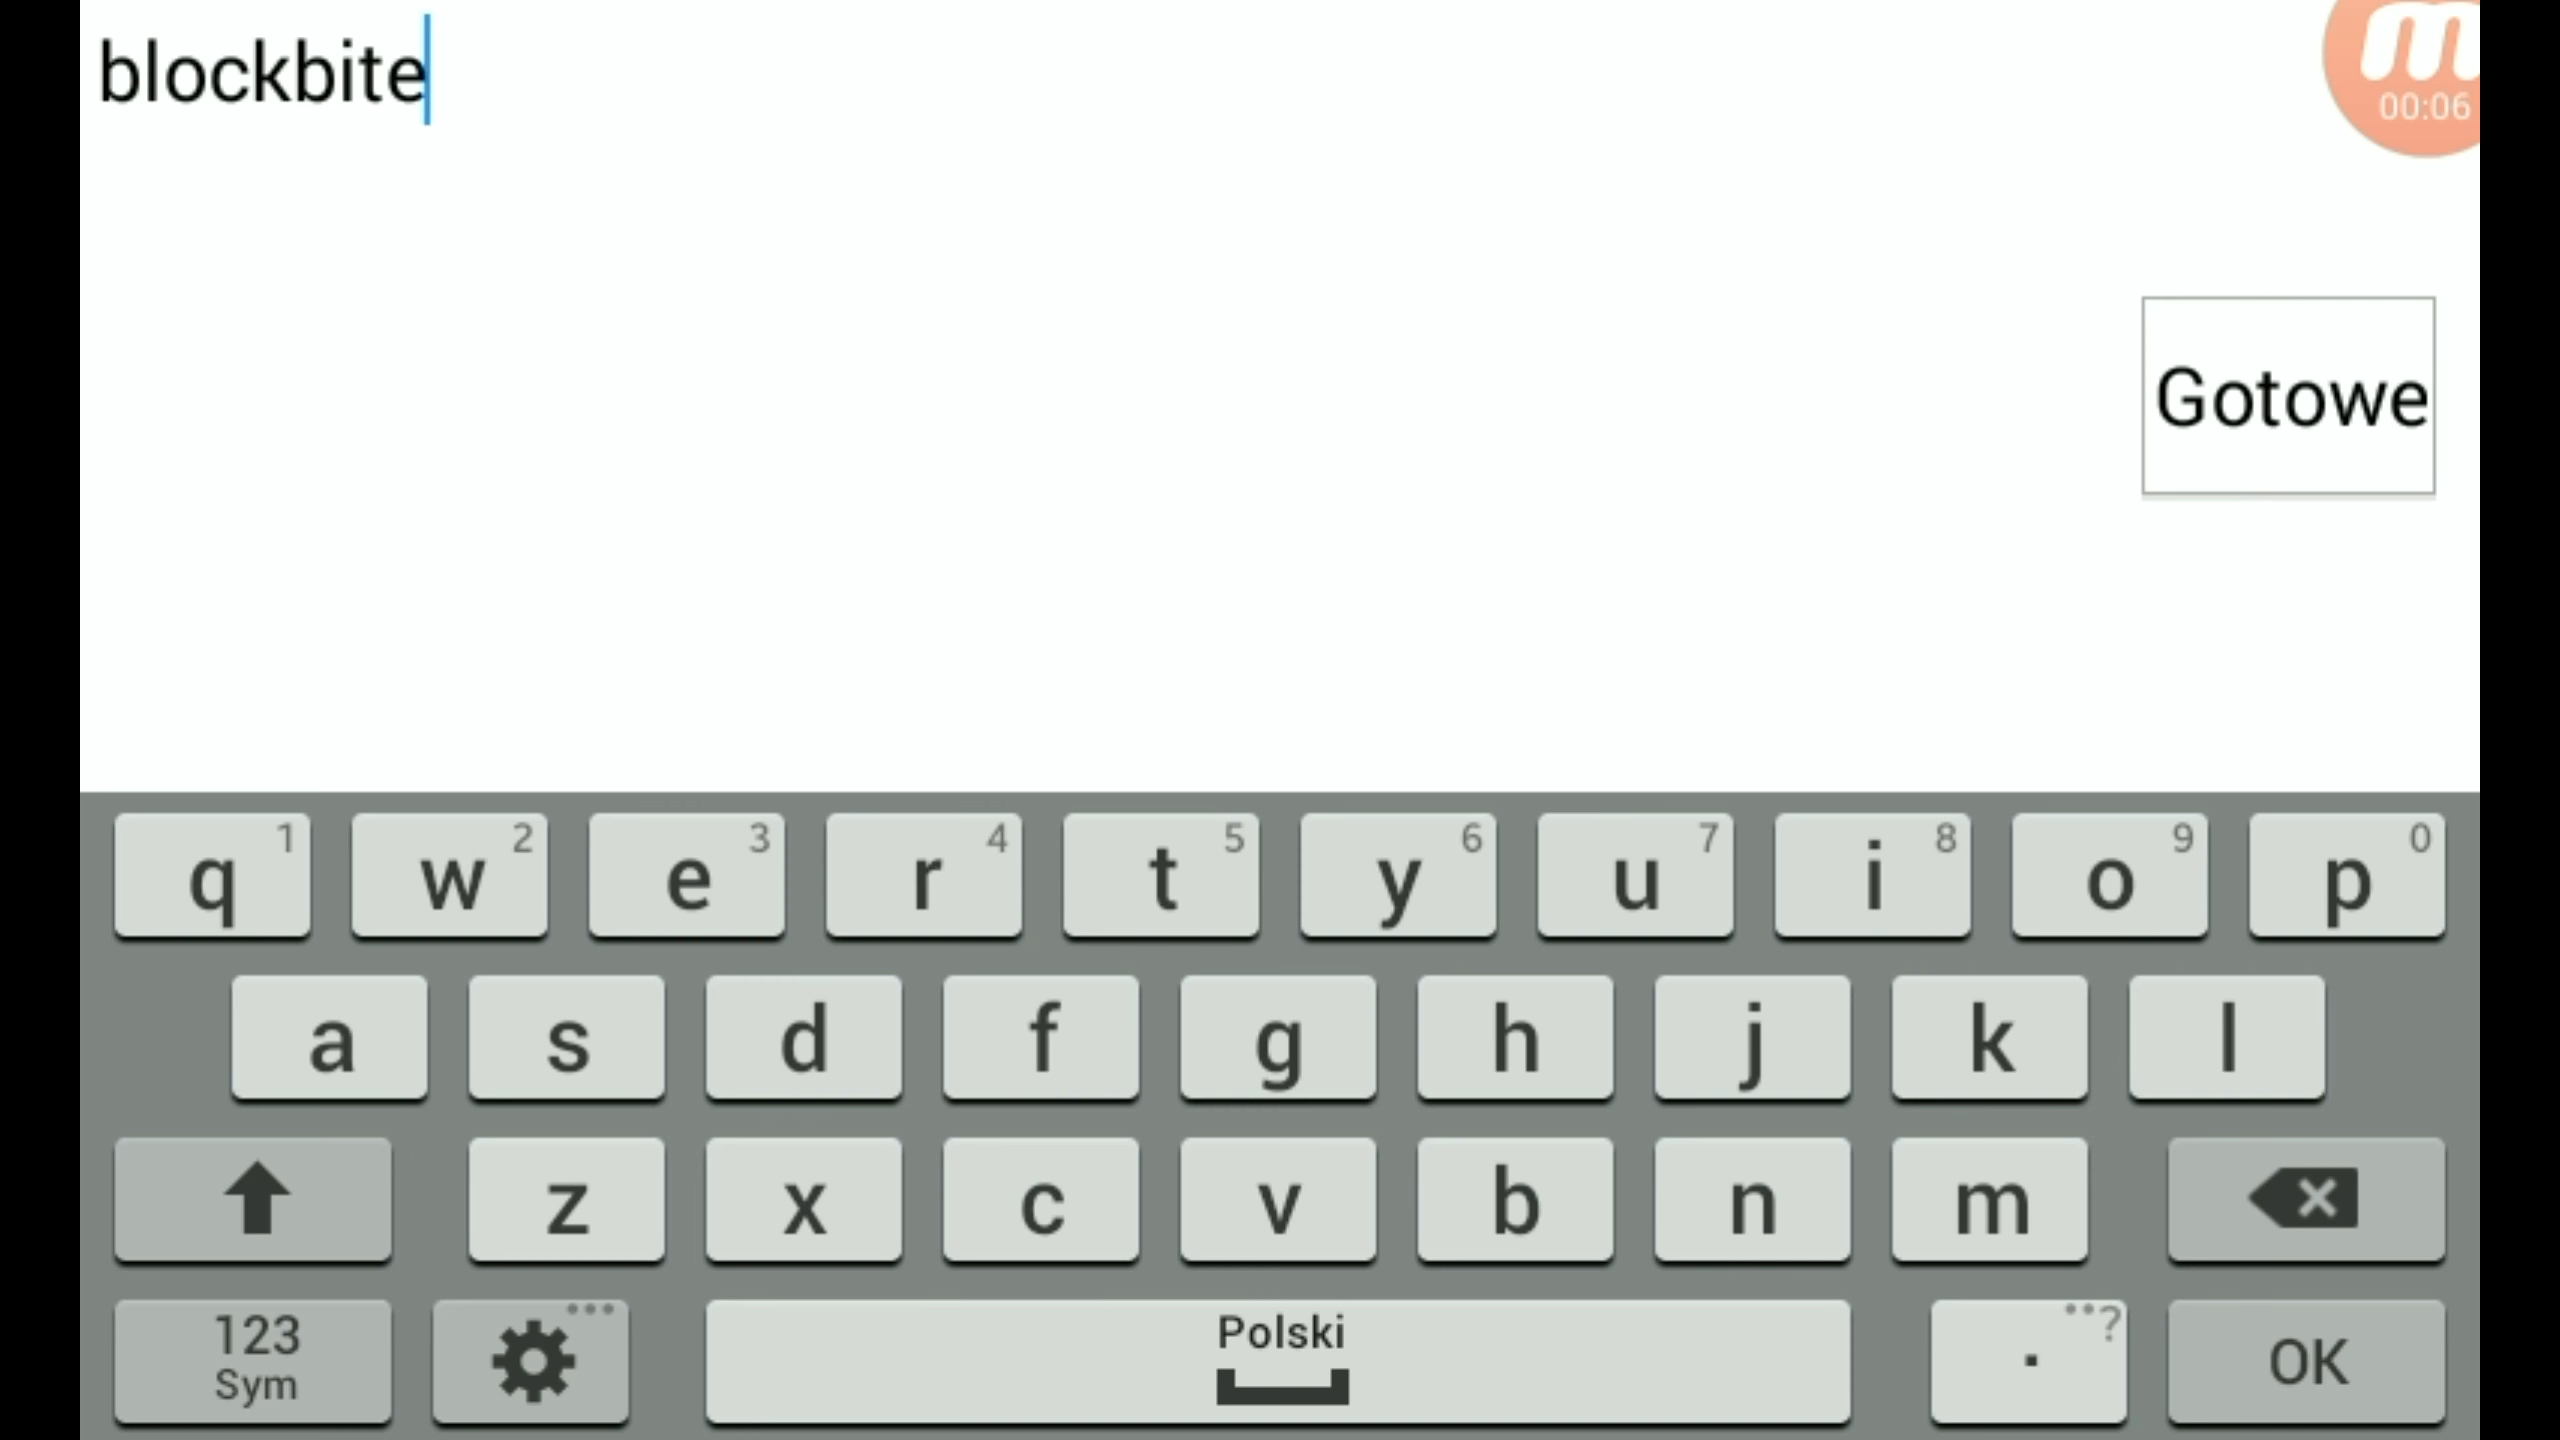 blockbite
m
00:06
Gotowe
q 1 w 2 e 3 r 4 t 5 y 6 u 7 i 8 o 9 p 0
a s d f g h j k l
z x c v b n m
123 Sym Polski . ? OK